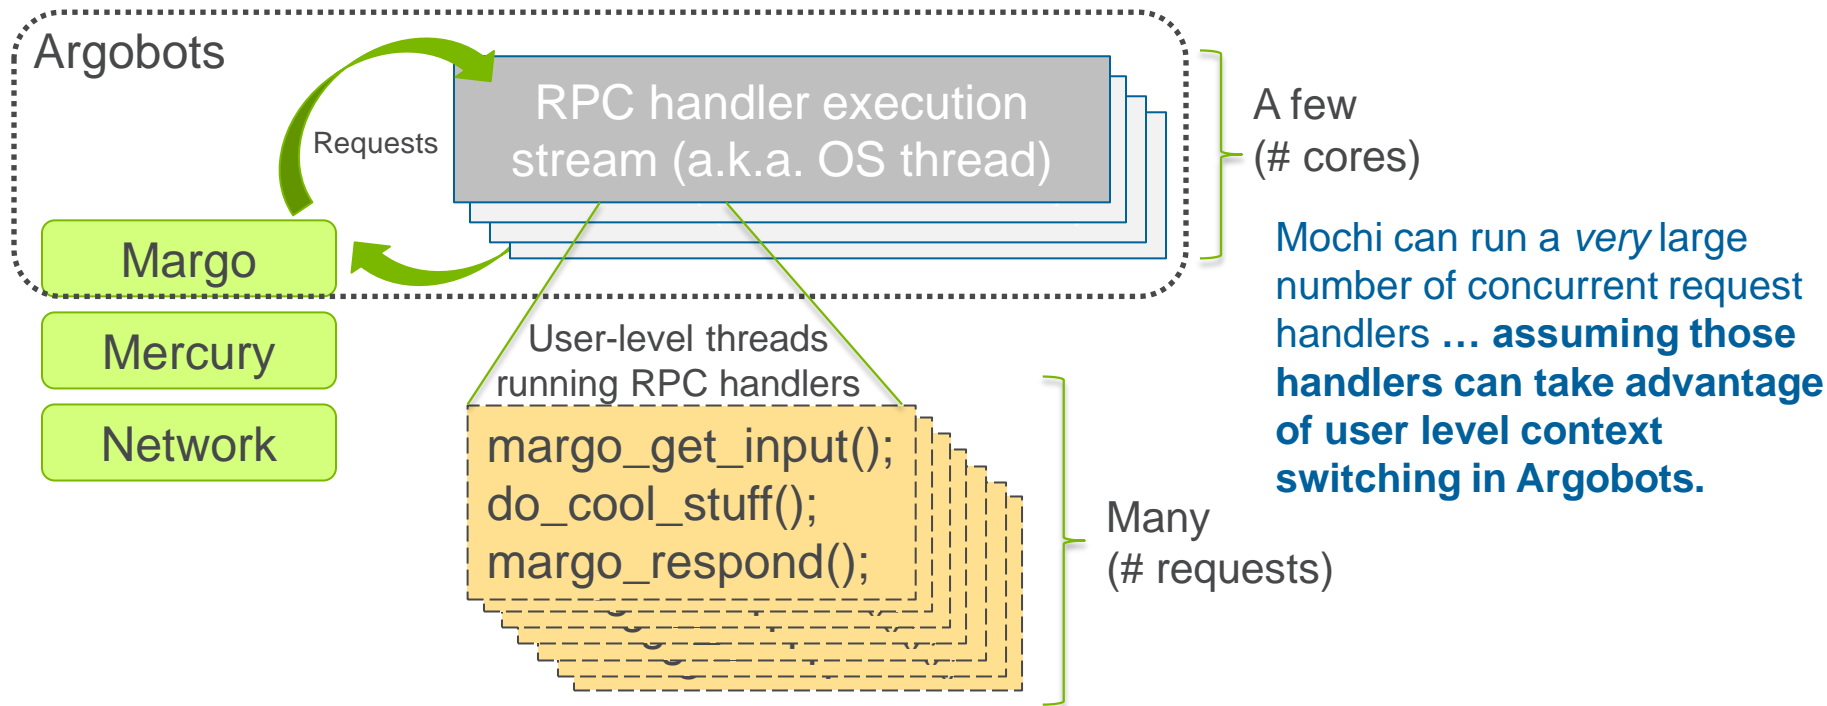 Argobots
Requests
RPC handler execution
stream (a.k.a. OS thread)
A few
(# cores)
Margo
Mercury
Network
User-level threads
running RPC handlers
margo_get_input();
do_cool_stuff();
margo_respond();
Many
(# requests)
Mochi can run a very large
number of concurrent request
handlers … assuming those
handlers can take advantage
of user level context
switching in Argobots.